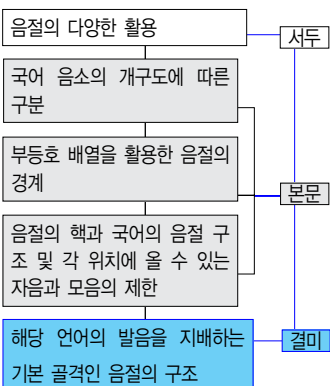 음절의 다양한 활용
서두
국어 음소의 개구도에 따른
구분
부등호 배열을 활용한 음절의
경계
본문
음절의 핵과 국어의 음절 구
조 및 각 위치에 올 수 있는
자음과 모음의 제한
해당 언어의 발음을 지배하는
기본 골격인 음절의 구조
결미